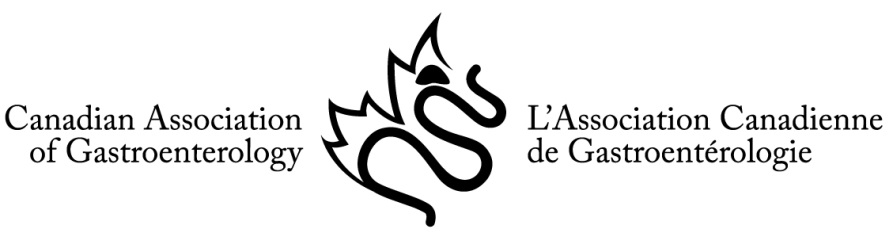 Canadian Association
of Gastroenterology
L'Association Canadienne
de Gastroentérologie